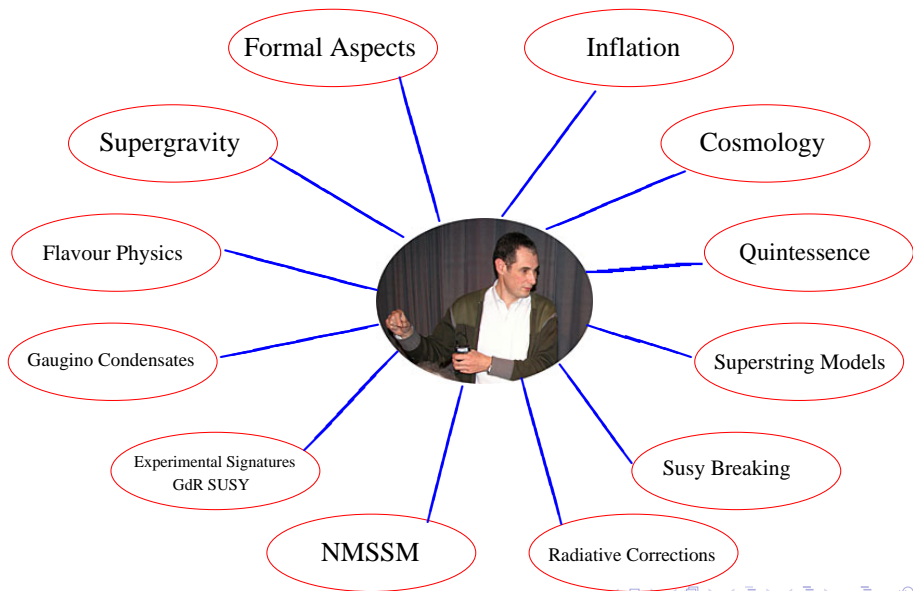 Formal Aspects
Inflation
Supergravity
Cosmology
Flavour Physics
Quintessence
Gaugino Condensates
Superstring Models
Experimental Signatures
GdR SUSY
Susy Breaking
NMSSM
Radiative Corrections